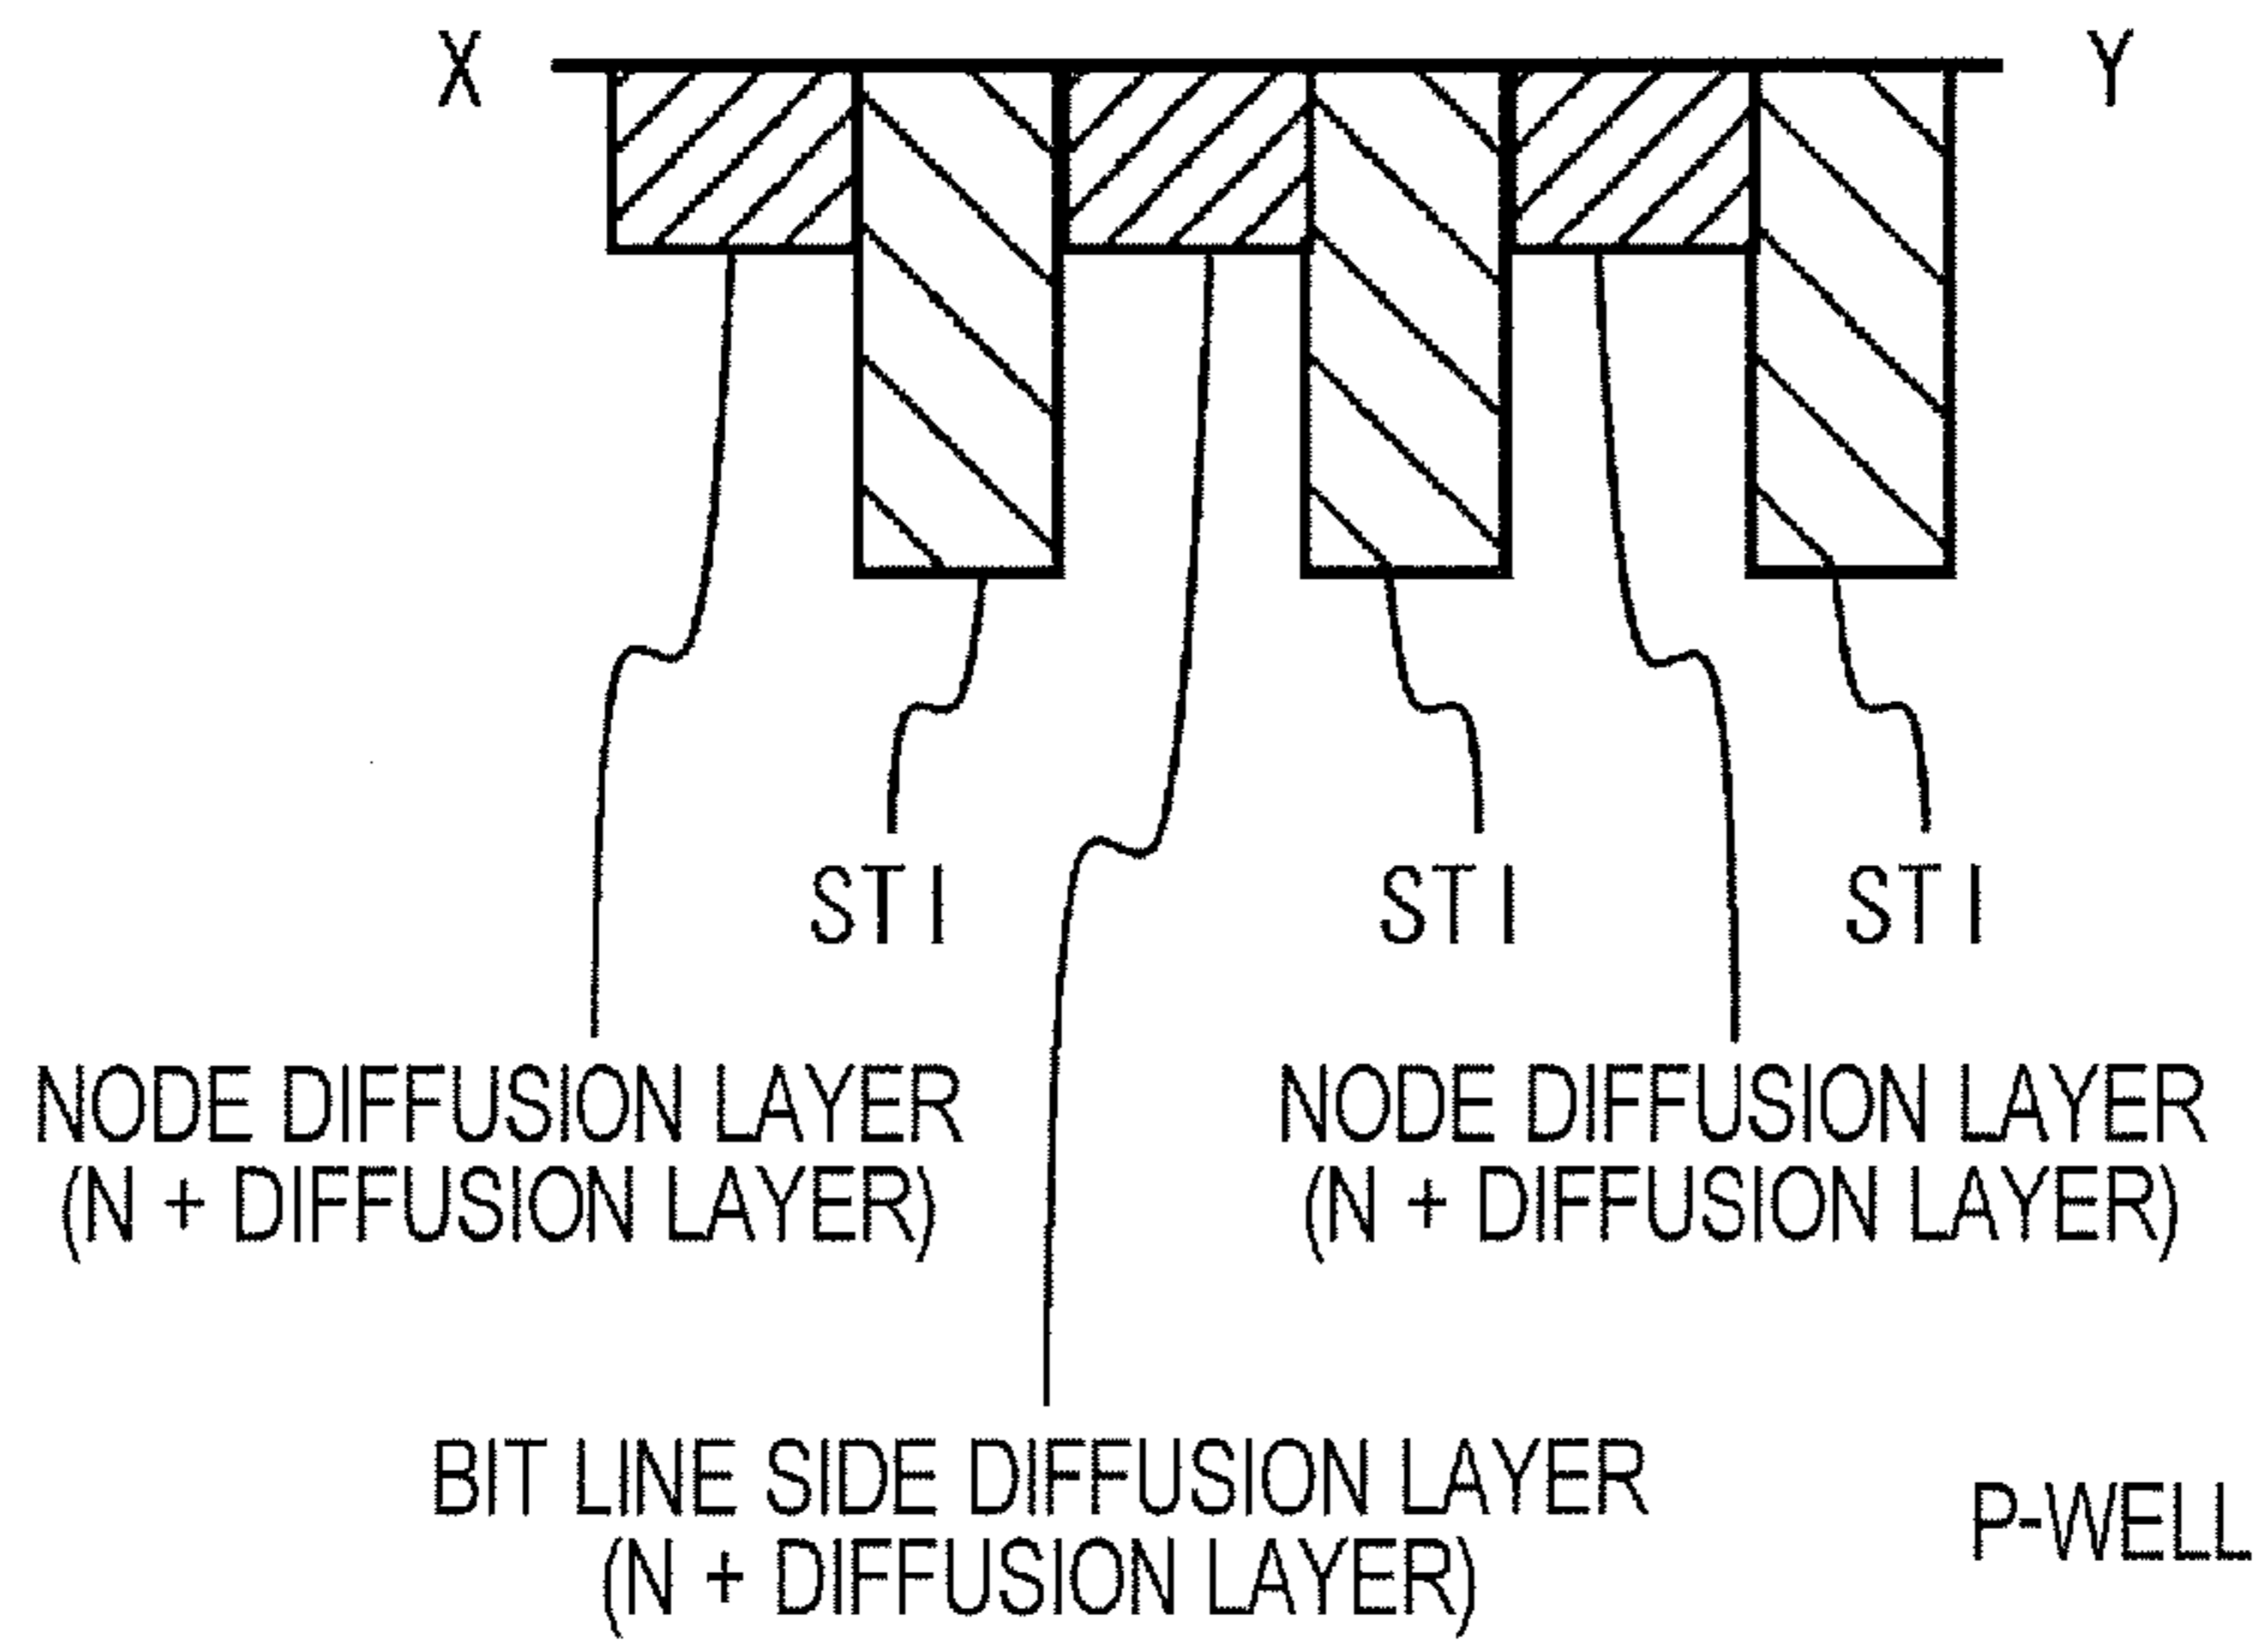 X Y
STI STI STI
NODE DIFFUSION LAYER
(N + DIFFUSION LAYER)
NODE DIFFUSION LAYER
(N + DIFFUSION LAYER)
BIT LINE SIDE DIFFUSION LAYER
(N + DIFFUSION LAYER)
P-WELL